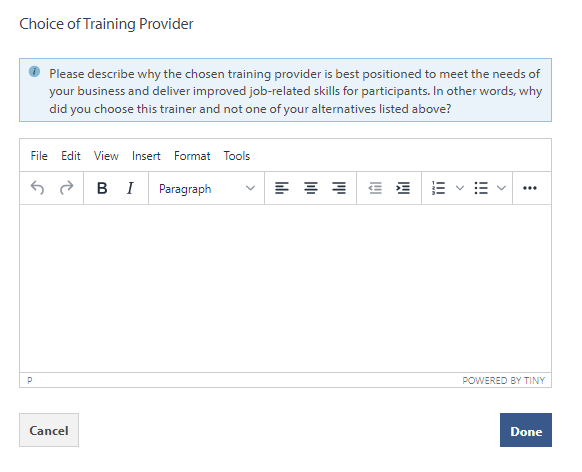 Choice of Training Provider
i Please describe why the chosen training provider is best positioned to meet the needs of
your business and deliver improved job-related skills for participants. In other words, why
did you choose this trainer and not one of your alternatives listed above?
File Edit View Insert Format Tools
B I Paragraph
P POWERED BY TINY
Cancel Done